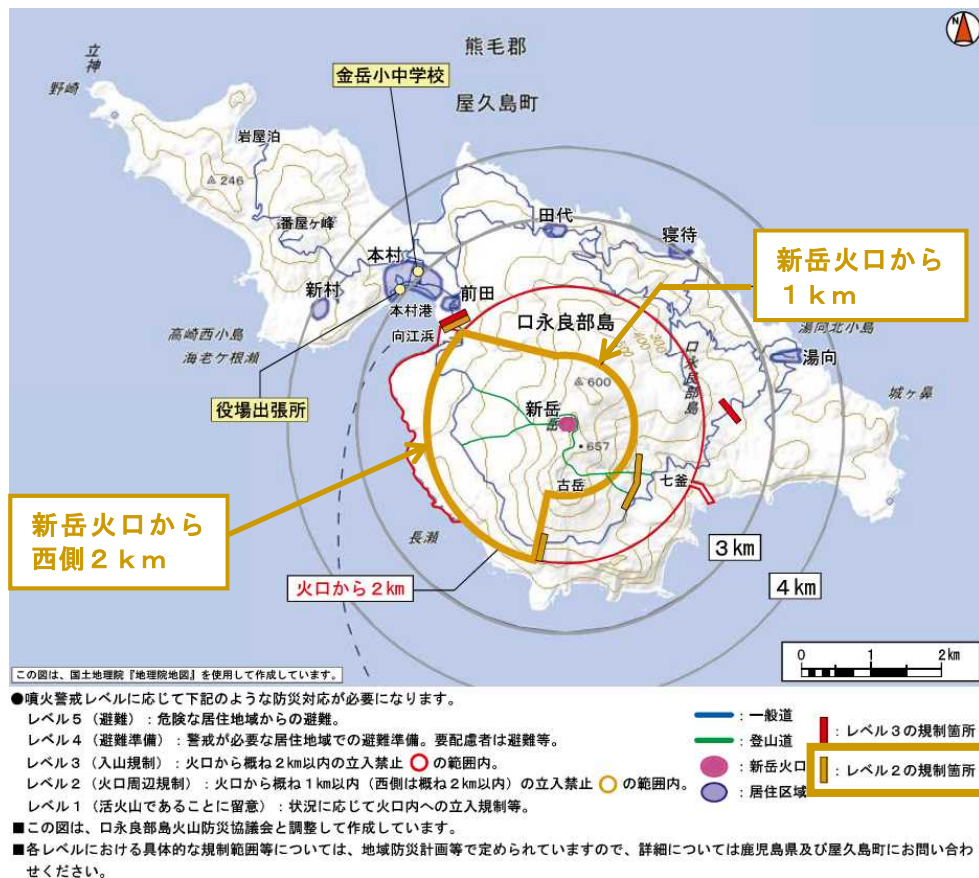 熊毛郡
屋久島町
立神
野崎
金岳小中学校
岩屋泊
246
番屋ヶ峰
本村
田代
寝待
新岳火口から
1km
新村
前田
本村港
向江浜
口永良部島
高崎西小島
海老ケ根瀬
口永良部島
湯向北小島
湯向
600
500
400
600
城ヶ鼻
役場出張所
新岳
岳
657
古岳
七釜
新岳火口から
西側2km
長瀬
3km
火口から2km
4km
この図は、国土地理院『地理院地図』を使用して作成しています。
0 1 2km
●噴火警戒レベルに応じて下記のような防災対応が必要になります。
レベル5（避難）：危険な居住地域からの避難。
レベル4（避難準備）：警戒が必要な居住地域での避難準備。要配慮者は避難等。
レベル3（入山規制）：火口から概ね2km以内の立入禁止 の範囲内。
レベル2（火口周辺規制）：火口から概ね1km以内（西側は概ね2km以内）の立入禁止 の範囲内。
レベル1（活火山であることに留意）：状況に応じて火口内への立入規制等。
：一般道
：登山道
：新岳火口
：居住区域
：レベル3の規制箇所
：レベル2の規制箇所
■この図は、口永良部島火山防災協議会と調整して作成しています。
■各レベルにおける具体的な規制範囲等については、地域防災計画等で定められていますので、詳細については鹿児島県及び屋久島町にお問い合わ
せください。